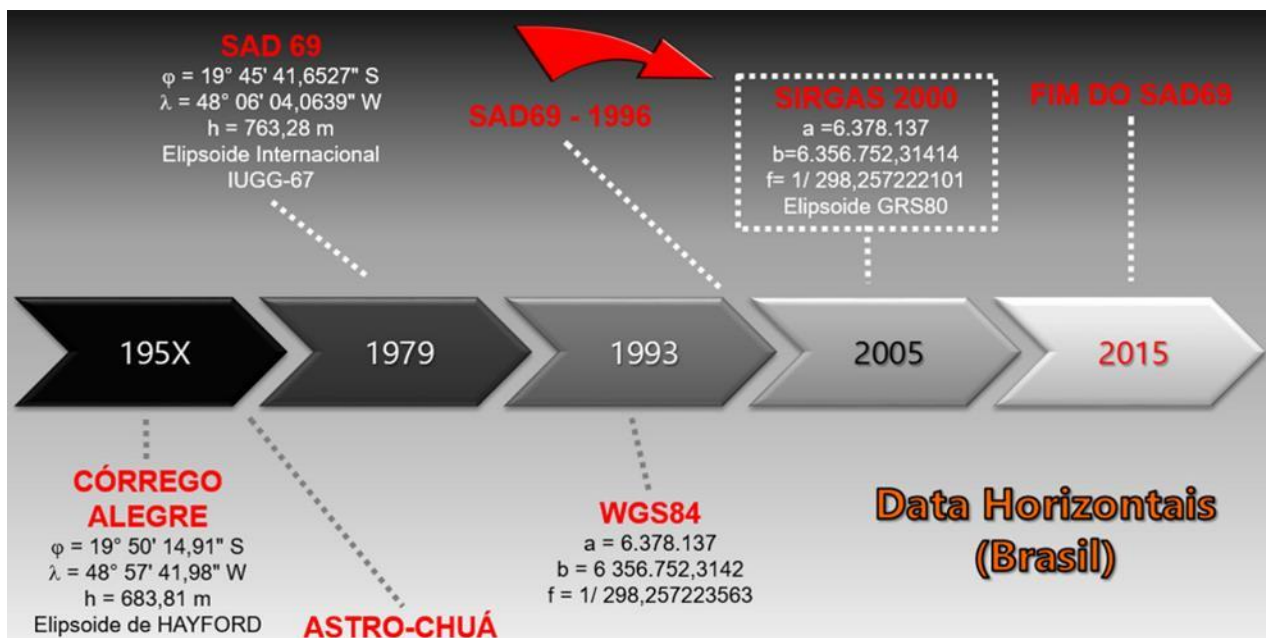 SAD 69
φ = 19° 45' 41,6527" S
λ = 48° 06' 04,0639" W
h = 763,28 m
Elipsoide Internacional
IUGG-67
SAD69 - 1996
SIRGAS 2000
a =6.378.137
b=6.356.752,31414
f= 1/ 298,257222101
Elipsoide GRS80
FIM DO SAD69
195X
1979
1993
2005
2015
CÓRREGO
ALEGRE
φ = 19° 50' 14,91" S
λ = 48° 57' 41,98" W
h = 683,81 m
Elipsoide de HAYFORD
ASTRO-CHUÁ
WGS84
a = 6.378.137
b = 6 356.752,3142
f = 1/ 298,257223563
Data Horizontais
(Brasil)